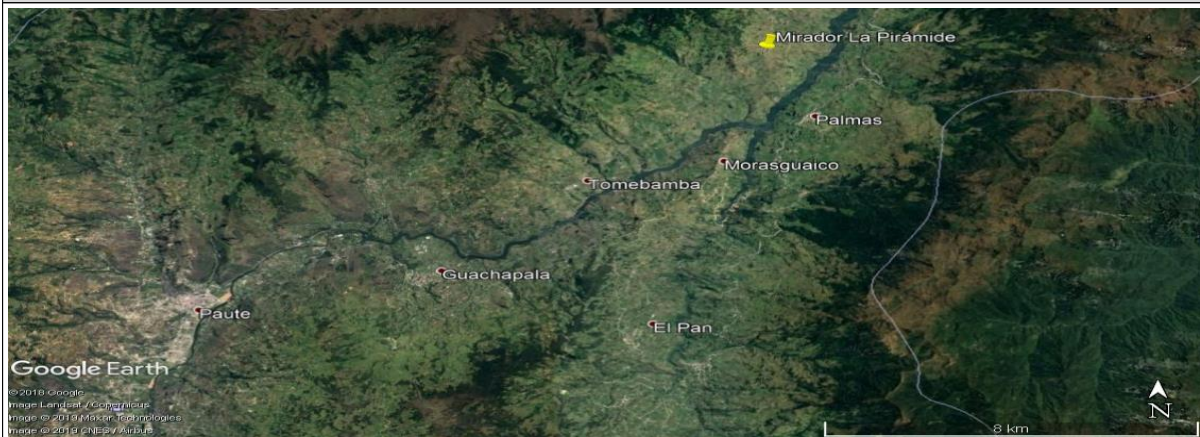 Mirador La Pirámide
Palmas
Morasguaico
Tomebamba
Guachapala
Paute
El Pan
Google Earth
© 2018 Google
Image Landsat / Copernicus
Image © 2019 Maxar Technologies
Image © 2019 CNES / Airbus
N
8 km